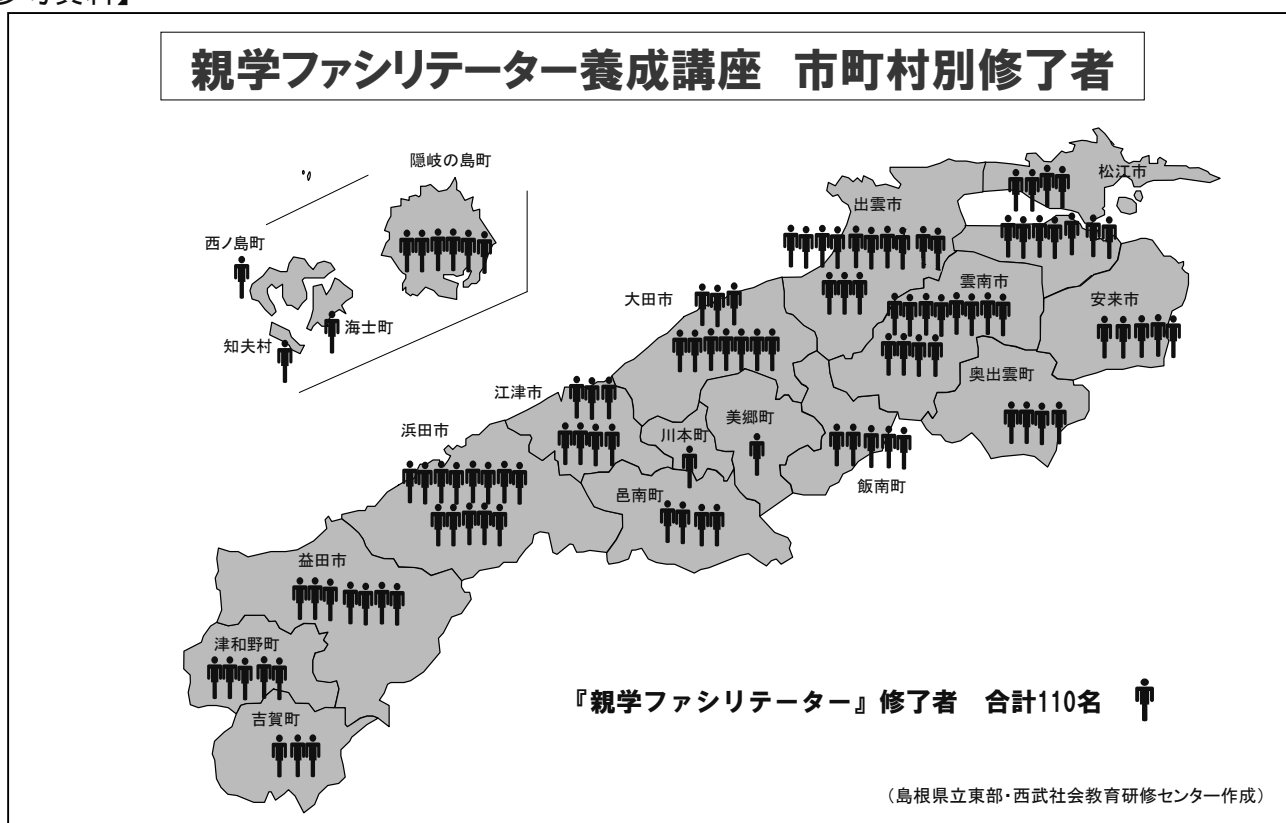 参考資料】
親学ファシリテーター養成講座　市町村別修了者
隠岐の島町
松江市
出雲市
西ノ島町
雲南市
大田市
安来市
海士町
知夫村
奥出雲町
江津市
美郷町
川本町
浜田市
飯南町
邑南町
益田市
津和野町
『親学ファシリテーター』修了者　合計110名
吉賀町
（島根県立東部・西武社会教育研修センター作成）